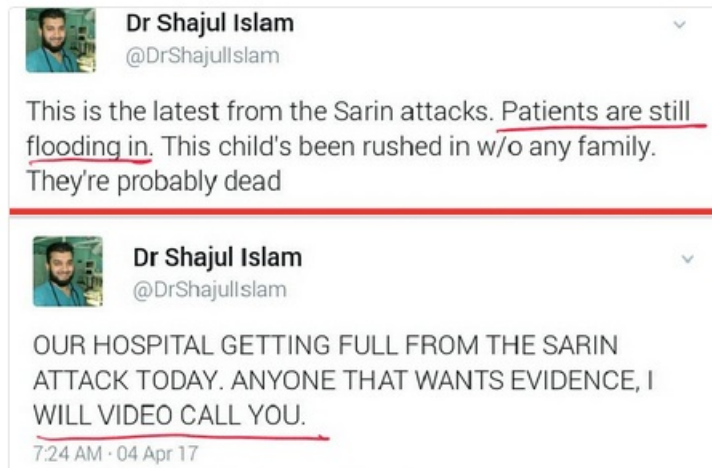 Dr Shajul Islam
@DrShajulIslam
This is the latest from the Sarin attacks. Patients are still
flooding in. This child's been rushed in w/o any family.
They're probably dead
Dr Shajul Islam
@DrShajulIslam
OUR HOSPITAL GETTING FULL FROM THE SARIN
ATTACK TODAY. ANYONE THAT WANTS EVIDENCE, I
WILL VIDEO CALL YOU.
7:24 AM · 04 Apr 17